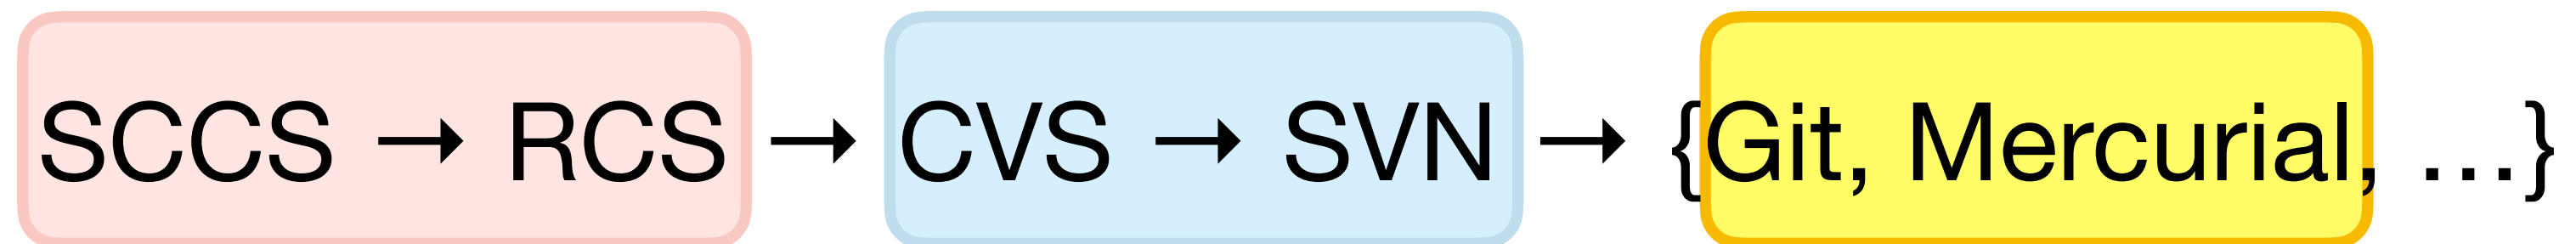 SCCS → RCS → CVS → SVN → {Git, Mercurial, …}